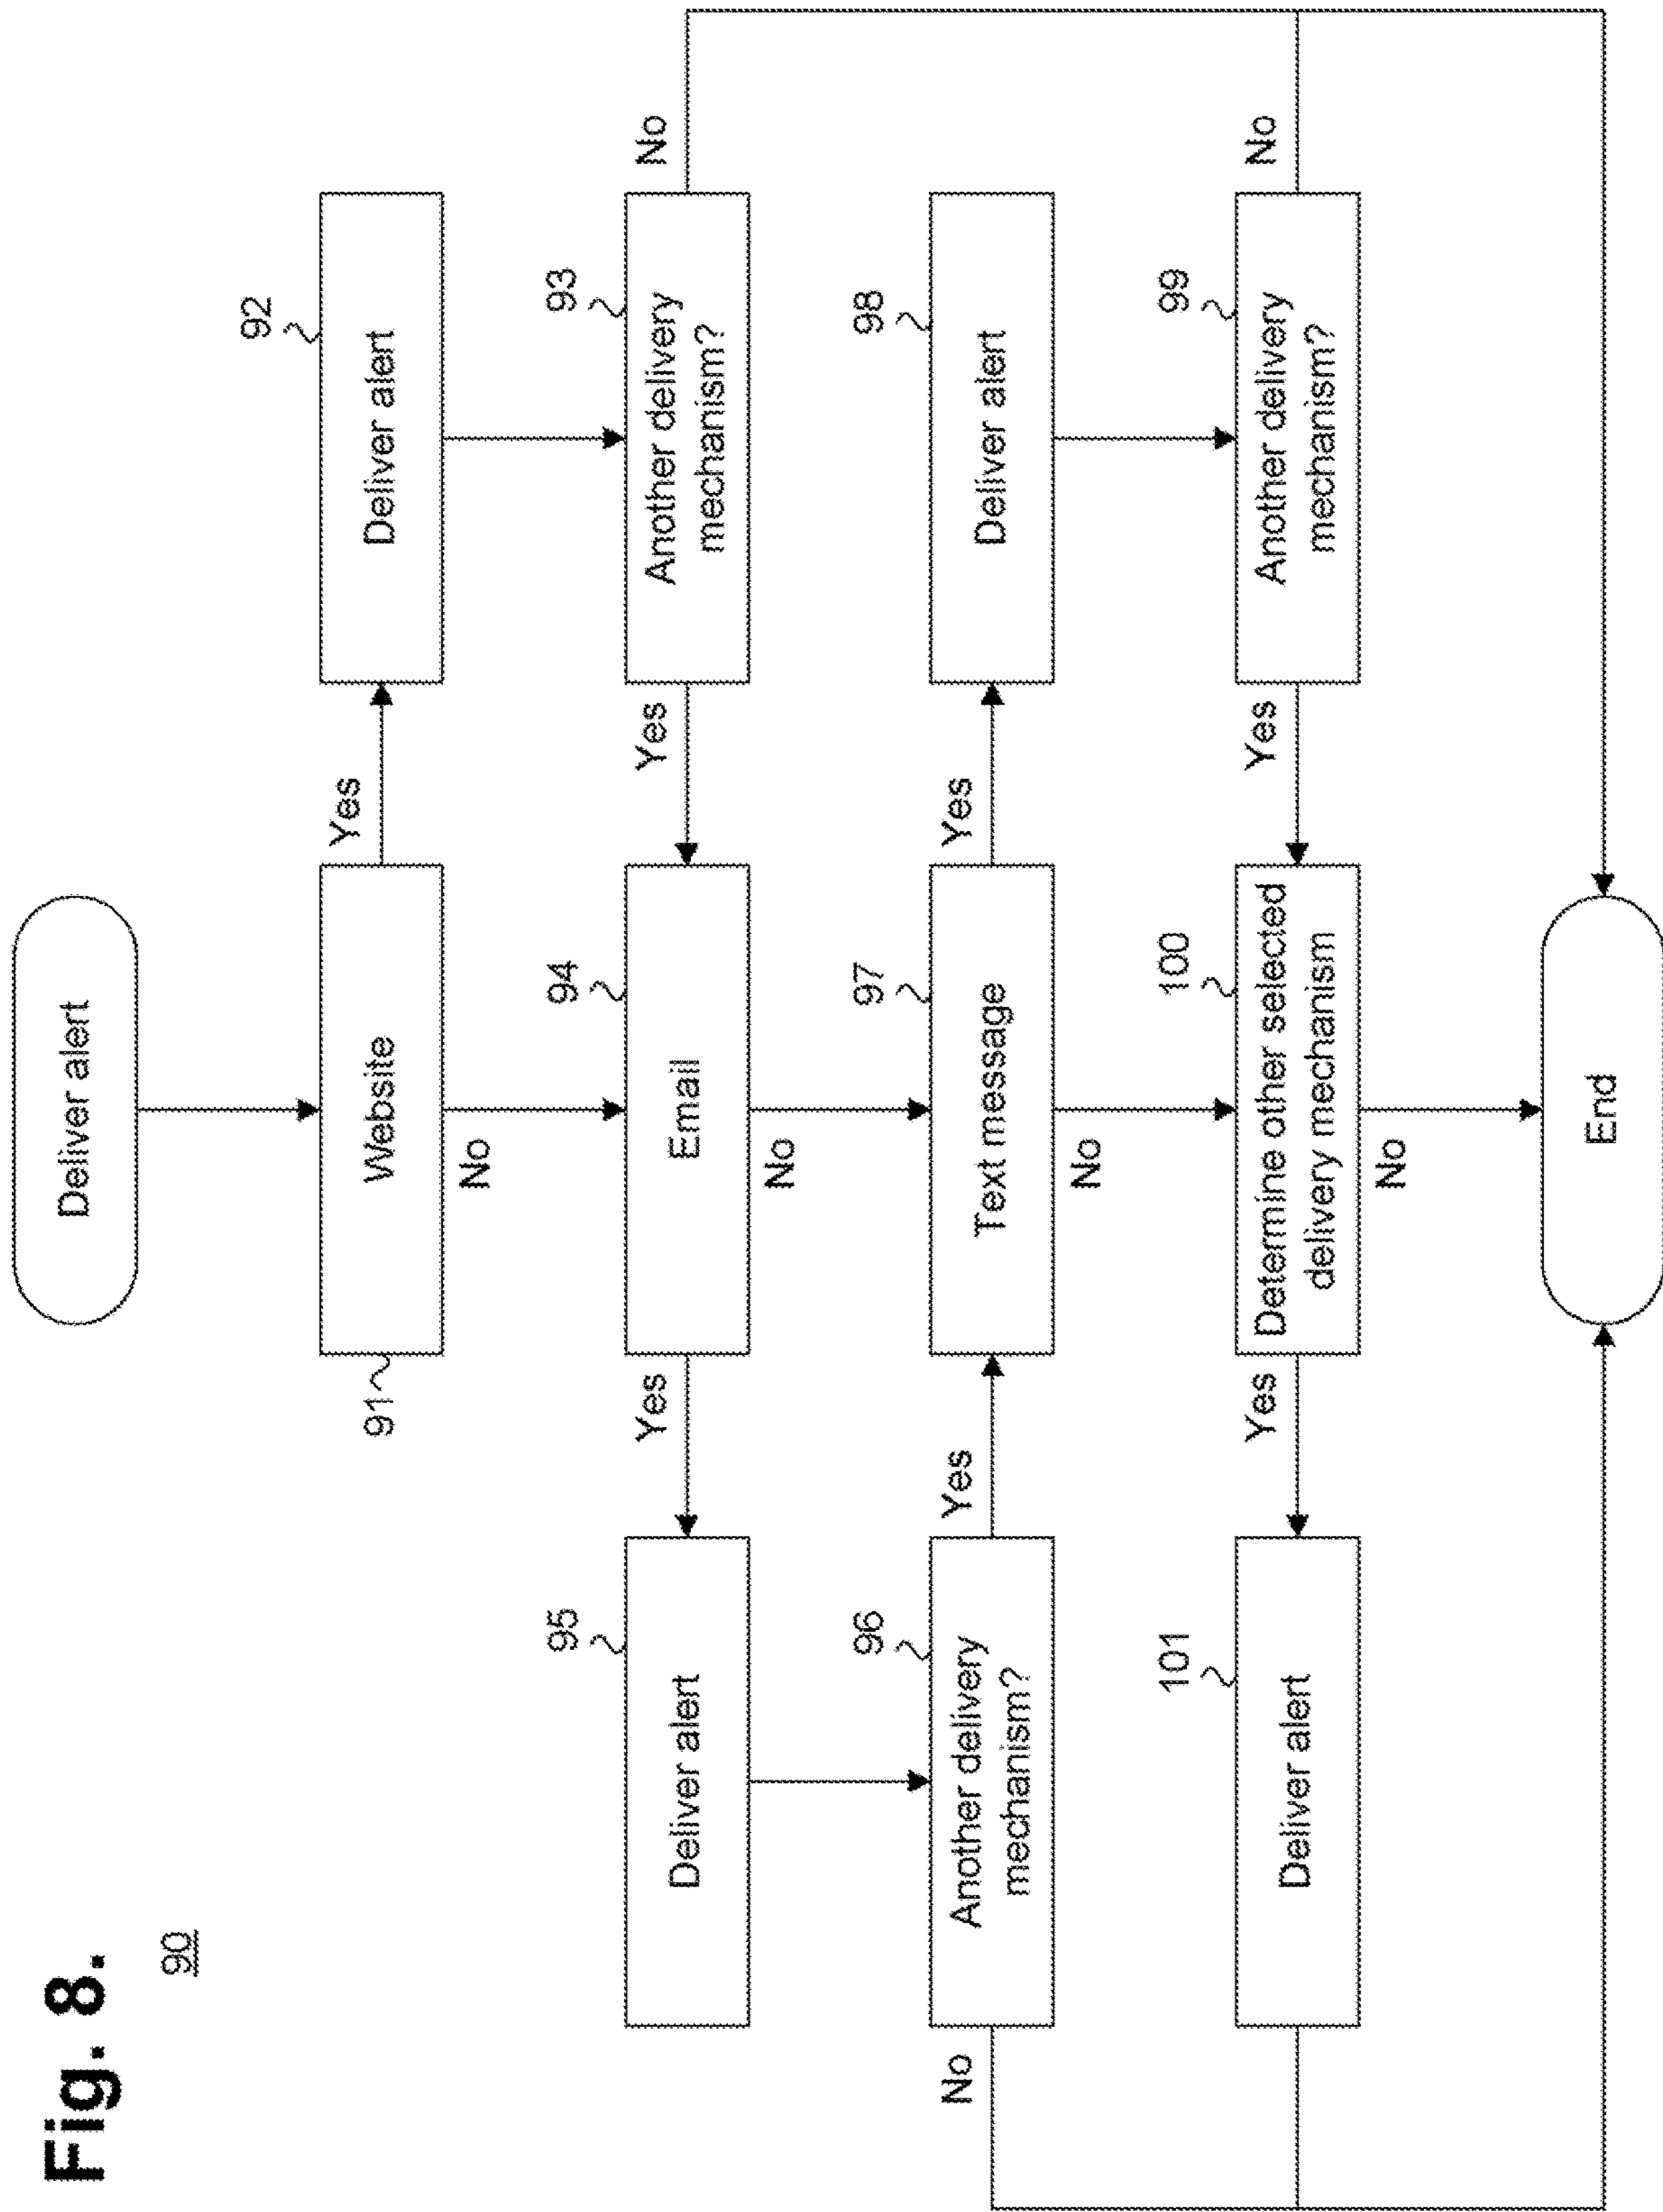 Fig. 8.
90
Deliver alert
91
Website
Yes
92
Deliver alert
No
93
Another delivery
mechanism?
No
Yes
94
Email
Yes
95
Deliver alert
No
96
Another delivery
mechanism?
No
Yes
97
Text message
Yes
98
Deliver alert
No
99
Another delivery
mechanism?
No
Yes
100
Determine other selected
delivery mechanism
Yes
101
Deliver alert
No
End